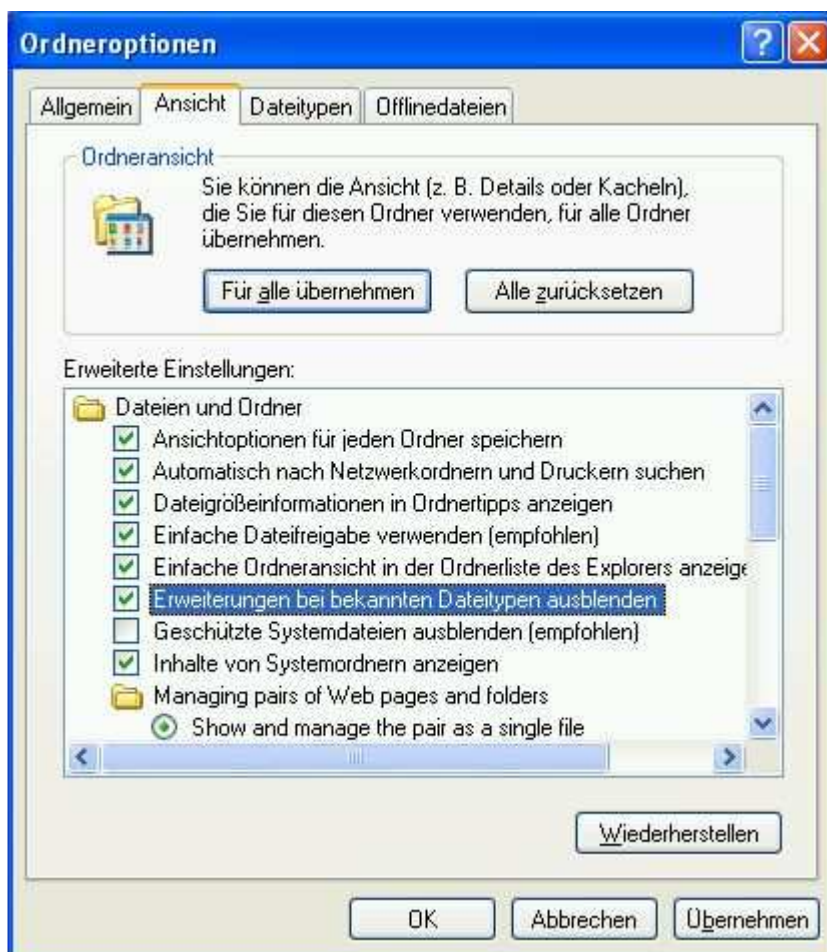 Ordneroptionen
Allgemein
Ansicht
Dateitypen
Offlinedateien
Ordneransicht
Sie können die Ansicht (z. B. Details oder Kacheln),
die Sie für diesen Ordner verwenden, für alle Ordner
übernehmen.
Für alle übernehmen
Alle zurücksetzen
Erweiterte Einstellungen:
Dateien und Ordner
Ansichtoptionen für jeden Ordner speichern
Automatisch nach Netzwerkordnern und Druckern suchen
Dateigrößeinformationen in Ordnertipps anzeigen
Einfache Dateifreigabe verwenden (empfohlen)
Einfache Ordneransicht in der Ordnerliste des Explorers anzeige
Erweiterungen bei bekannten Dateitypen ausblenden
Geschützte Systemdateien ausblenden (empfohlen)
Inhalte von Systemordnern anzeigen
Managing pairs of Web pages and folders
Show and manage the pair as a single file
Wiederherstellen
OK
Abbrechen
Übernehmen